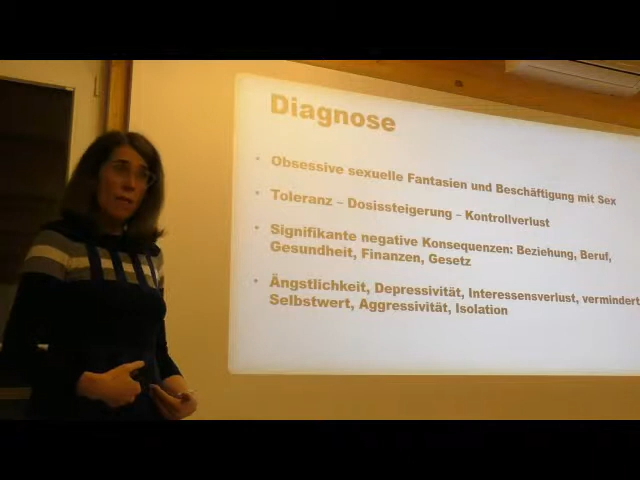 Diagnose
• Obsessive sexuelle Fantasien und Beschäftigung mit Sex
• Toleranz – Dosissteigerung – Kontrollverlust
• Signifikante negative Konsequenzen: Beziehung, Beruf,
Gesundheit, Finanzen, Gesetz
• Ängstlichkeit, Depressivität, Interessensverlust, vermindert
Selbstwert, Aggressivität, Isolation